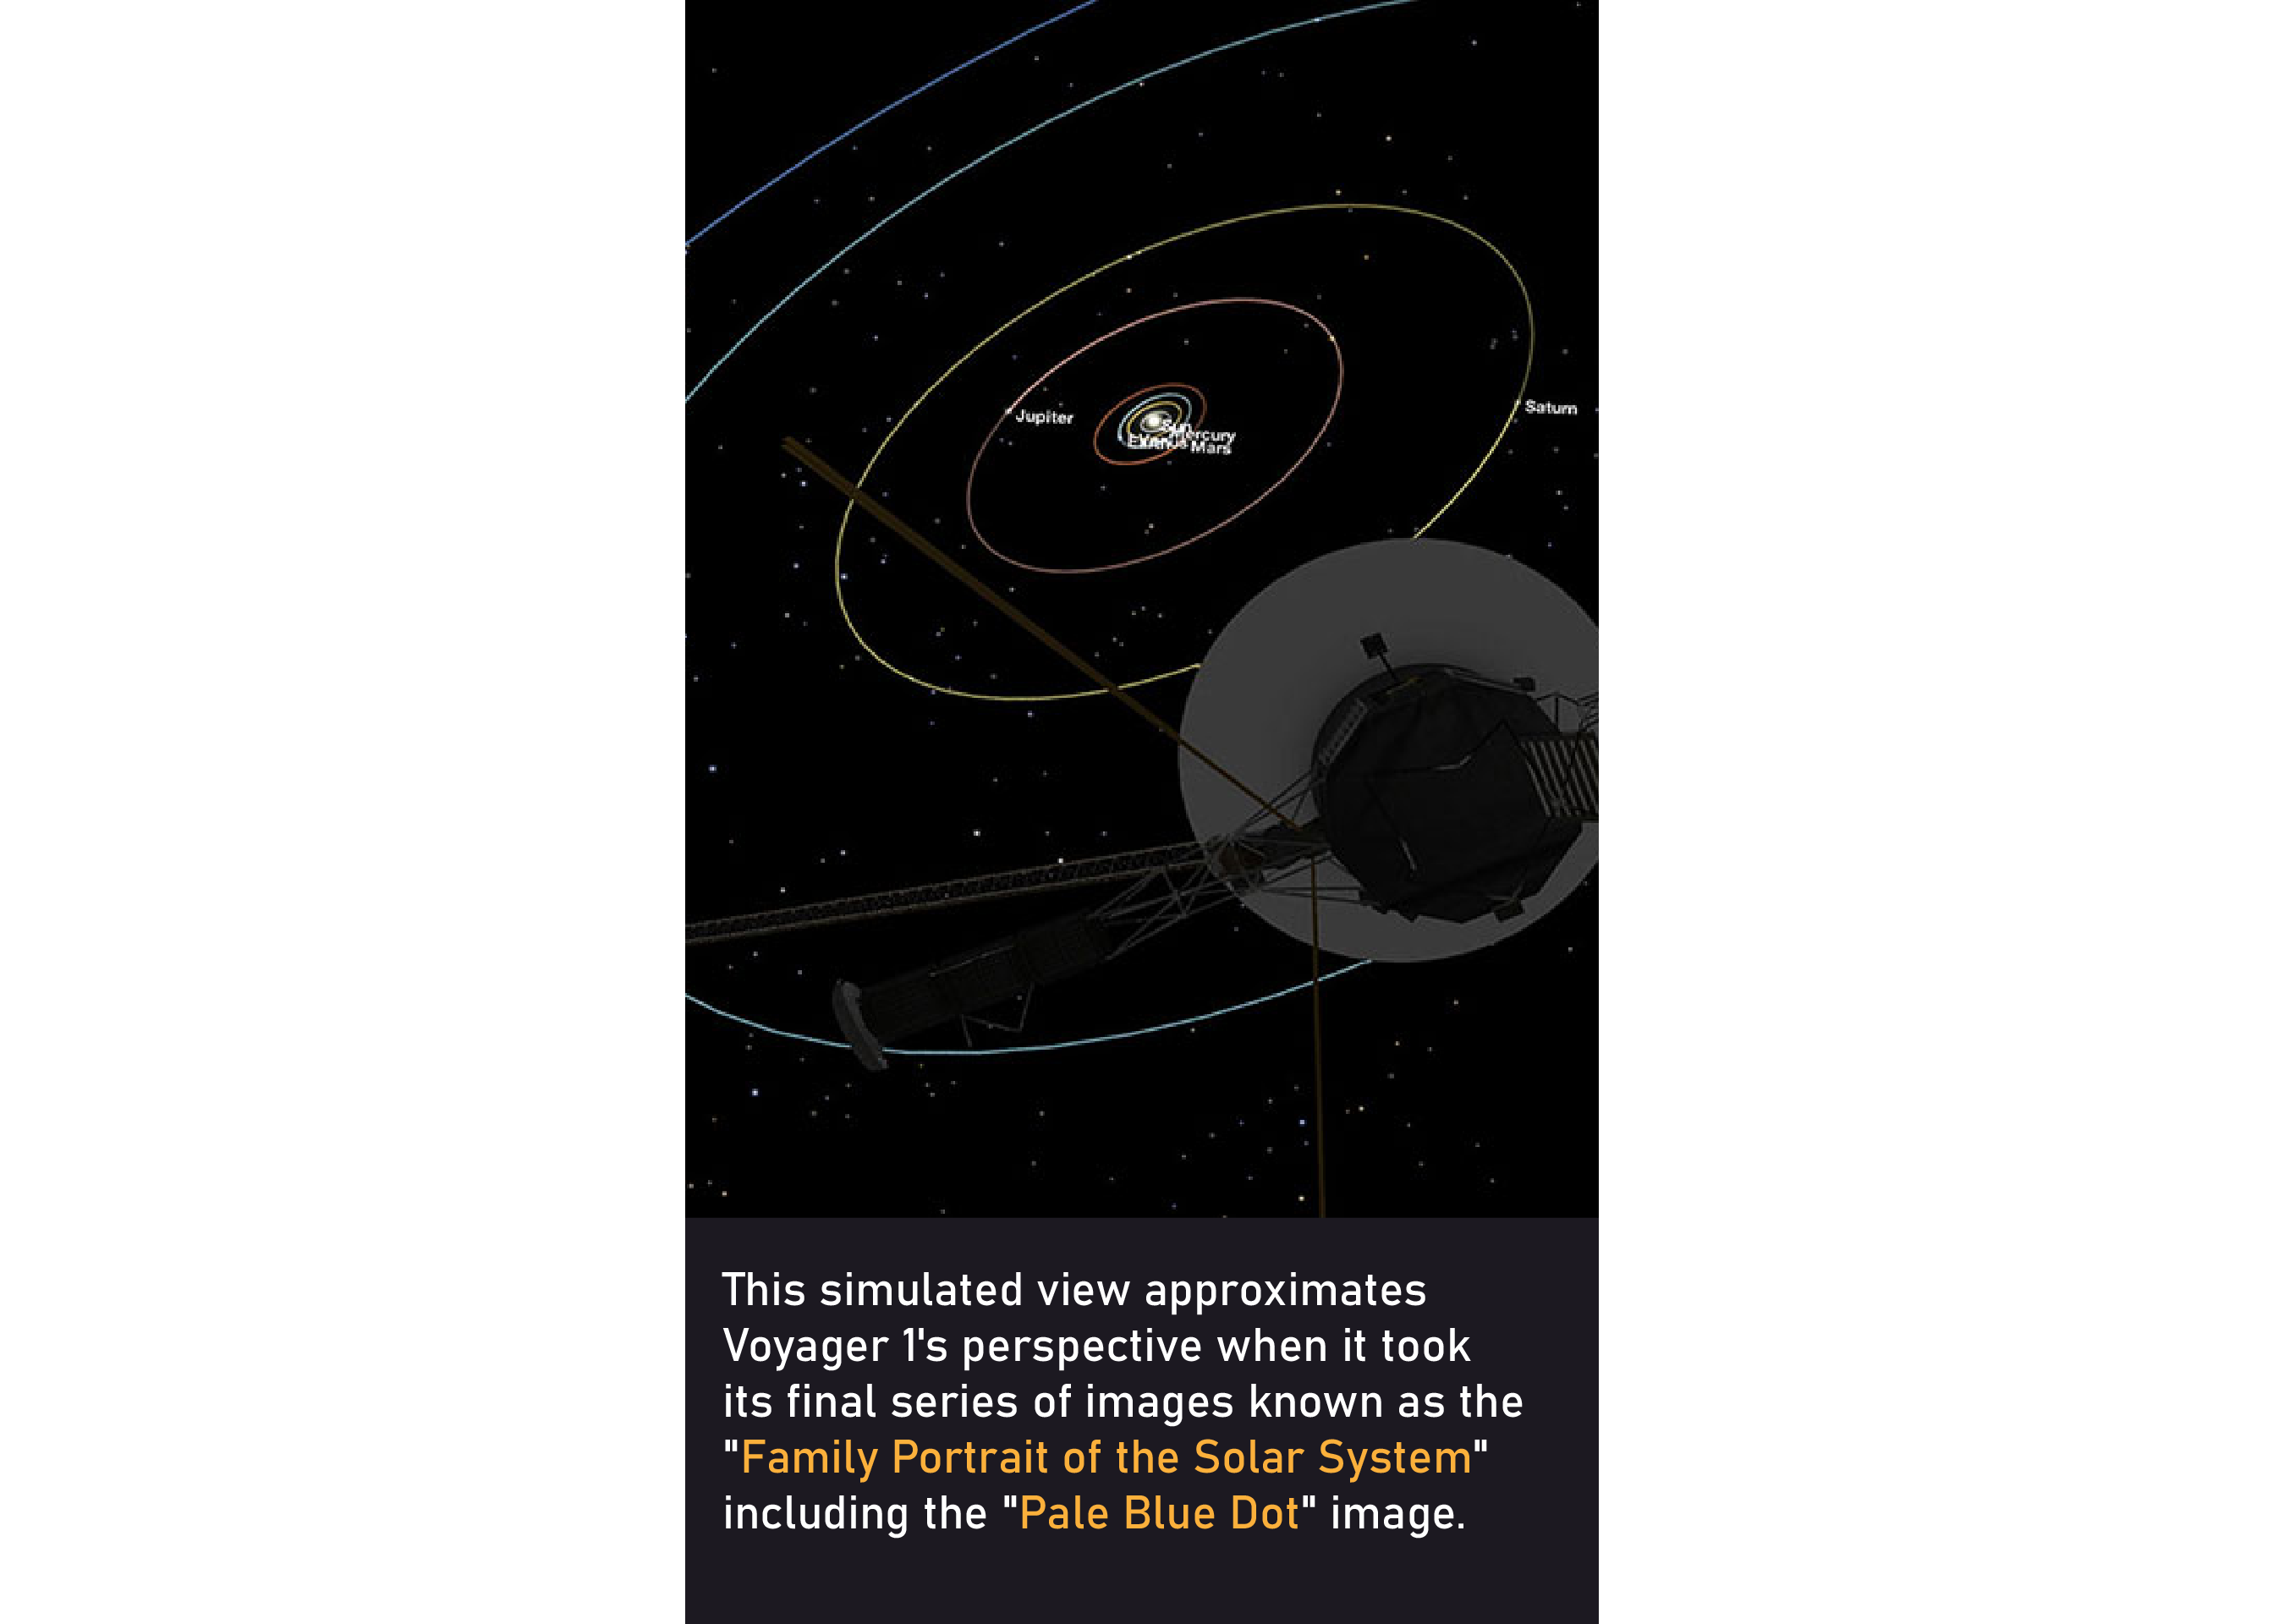 Jupiter
Saturn
Sun
Mercury
Mars
This simulated view approximates
Voyager 1's perspective when it took
its final series of images known as the
"Family Portrait of the Solar System"
including the "Pale Blue Dot" image.